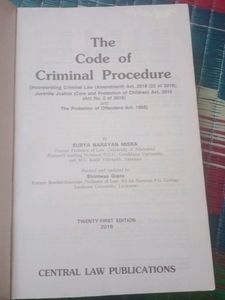 The
Code of
Criminal Procedure
[Incorporating Criminal Law (Amendment) Act, 2018 (22 of 2018),
Juvenile Justice (Care and Protection of Children) Act, 2015
(Act No. 2 of 2016)
and
The Probation of Offenders Act, 1958]
By
SURYA NARAYAN MISRA
Revised and updated by
Shriniwas Gupta
TWENTY-FIRST EDITION
2019
CENTRAL LAW PUBLICATIONS